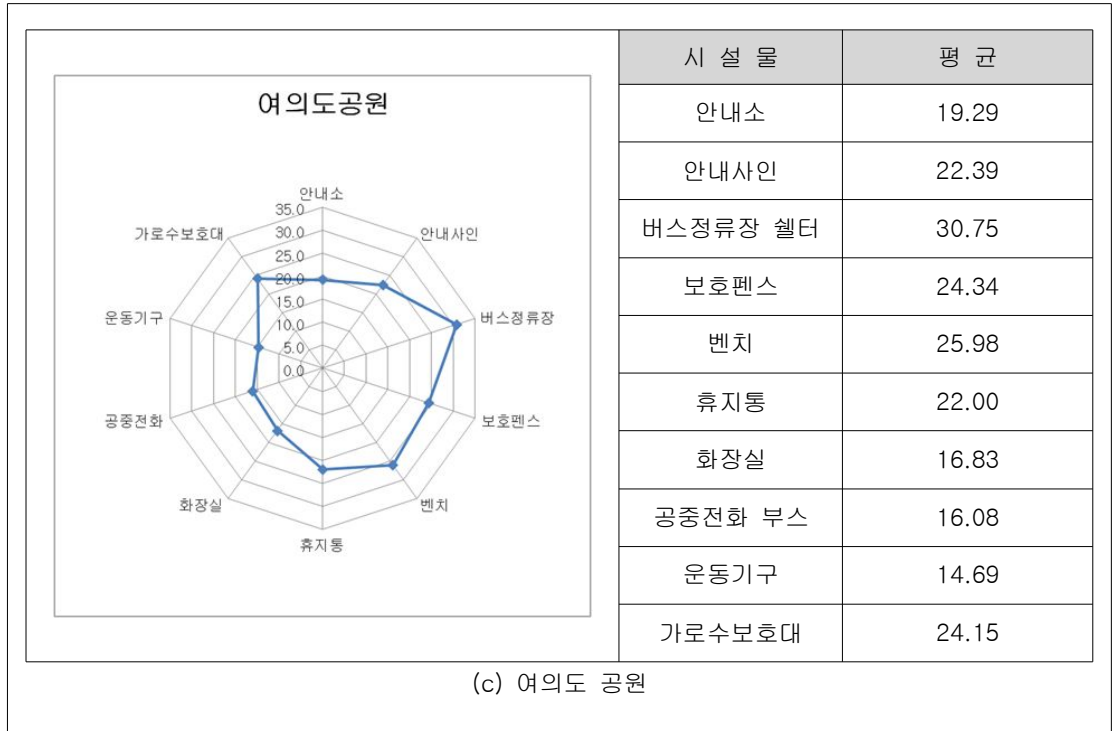 여의도공원
안내소
안내사인
버스정류장
보호펜스
벤치
휴지통
화장실
공중전화
운동기구
가로수보호대
35.0
30.0
25.0
20.0
15.0
10.0
5.0
0.0
시 설 물 평 균
안내소 19.29
안내사인 22.39
버스정류장 쉘터 30.75
보호펜스 24.34
벤치 25.98
휴지통 22.00
화장실 16.83
공중전화 부스 16.08
운동기구 14.69
가로수보호대 24.15
(c) 여의도 공원